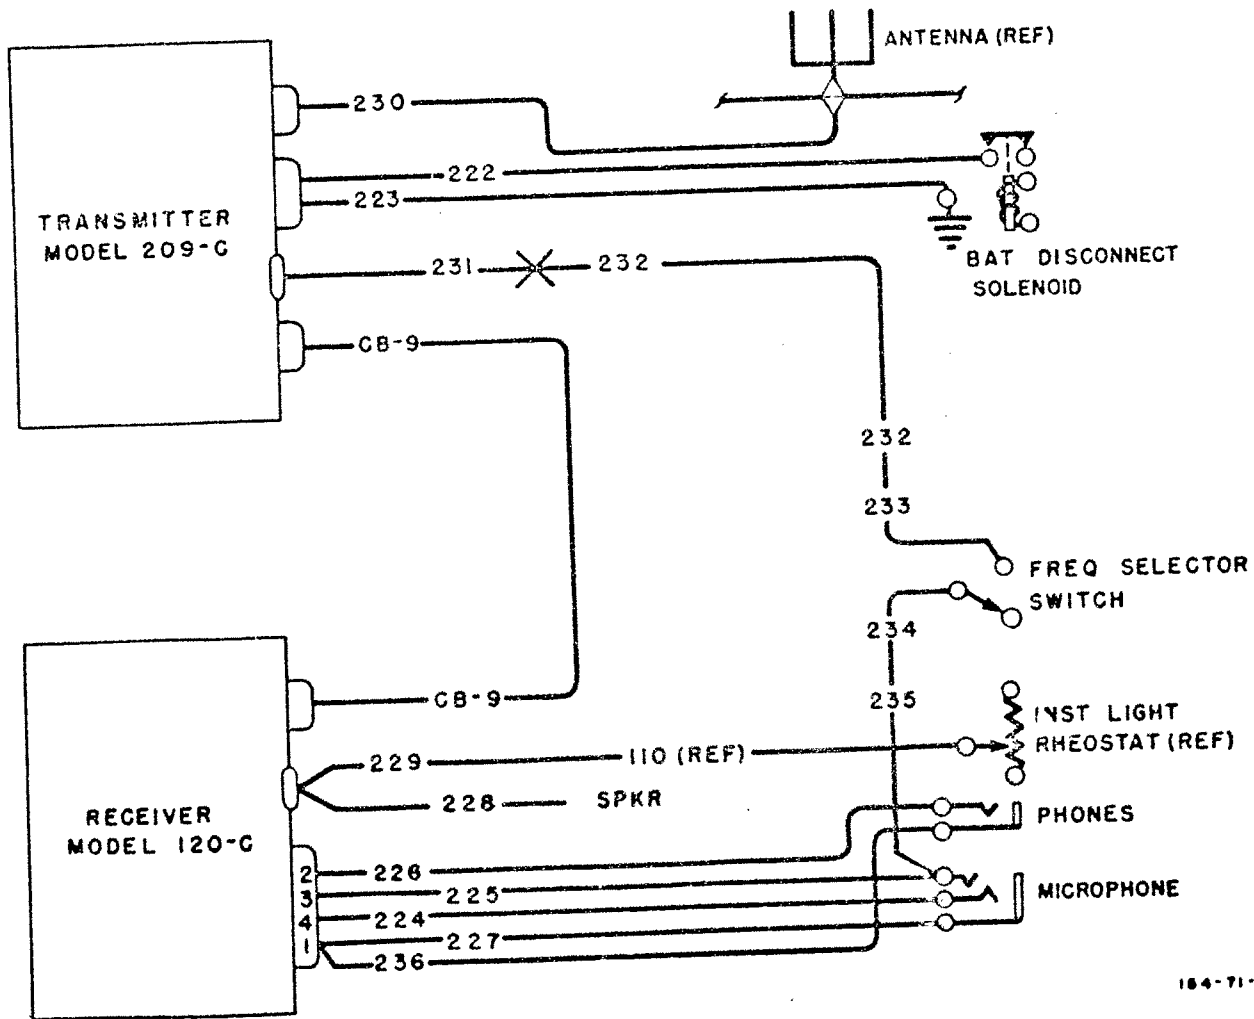 ANTENNA (REF)
230
222
223
TRANSMITTER
MODEL 209-C
231
232
BAT DISCONNECT
SOLENOID
CB-9
232
233
FREQ SELECTOR
SWITCH
234
CB-9
235
INST LIGHT
RHEOSTAT (REF)
229
110 (REF)
228
SPKR
RECEIVER
MODEL 120-C
PHONES
2
226
3
225
4
224
MICROPHONE
1
227
236